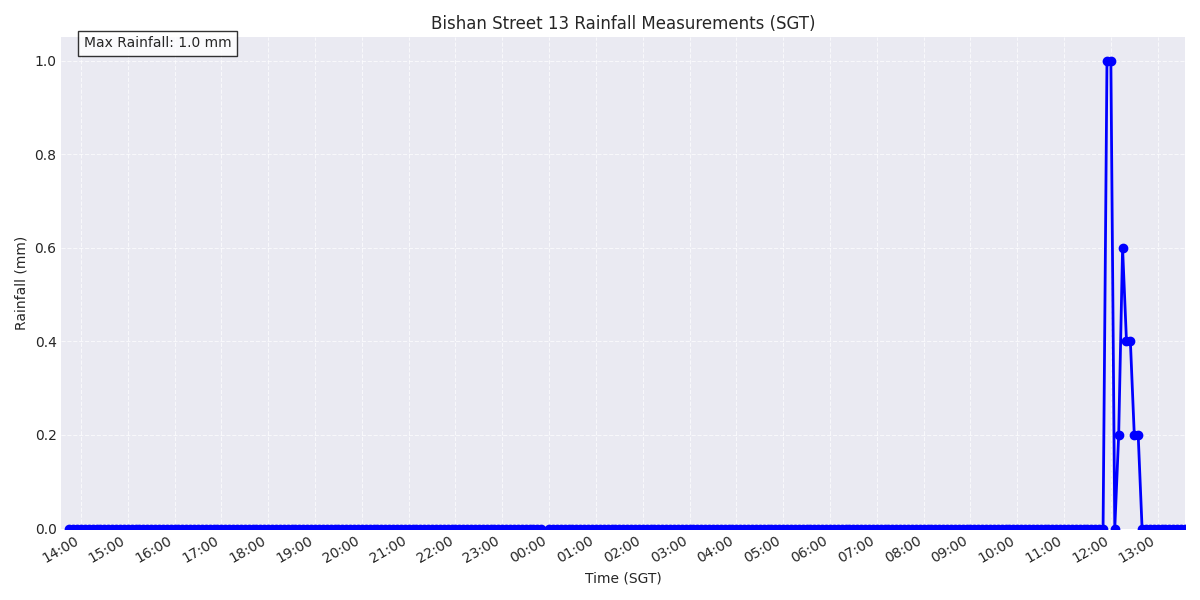 Bishan Street 13 Rainfall Measurements (SGT)
Max Rainfall: 1.0 mm
1.0
0.8
0.6
0.4
0.2
0.0
Rainfall (mm)
14:00 15:00 16:00 17:00 18:00 19:00 20:00 21:00 22:00 23:00 00:00 01:00 02:00 03:00 04:00 05:00 06:00 07:00 08:00 09:00 10:00 11:00 12:00 13:00
Time (SGT)